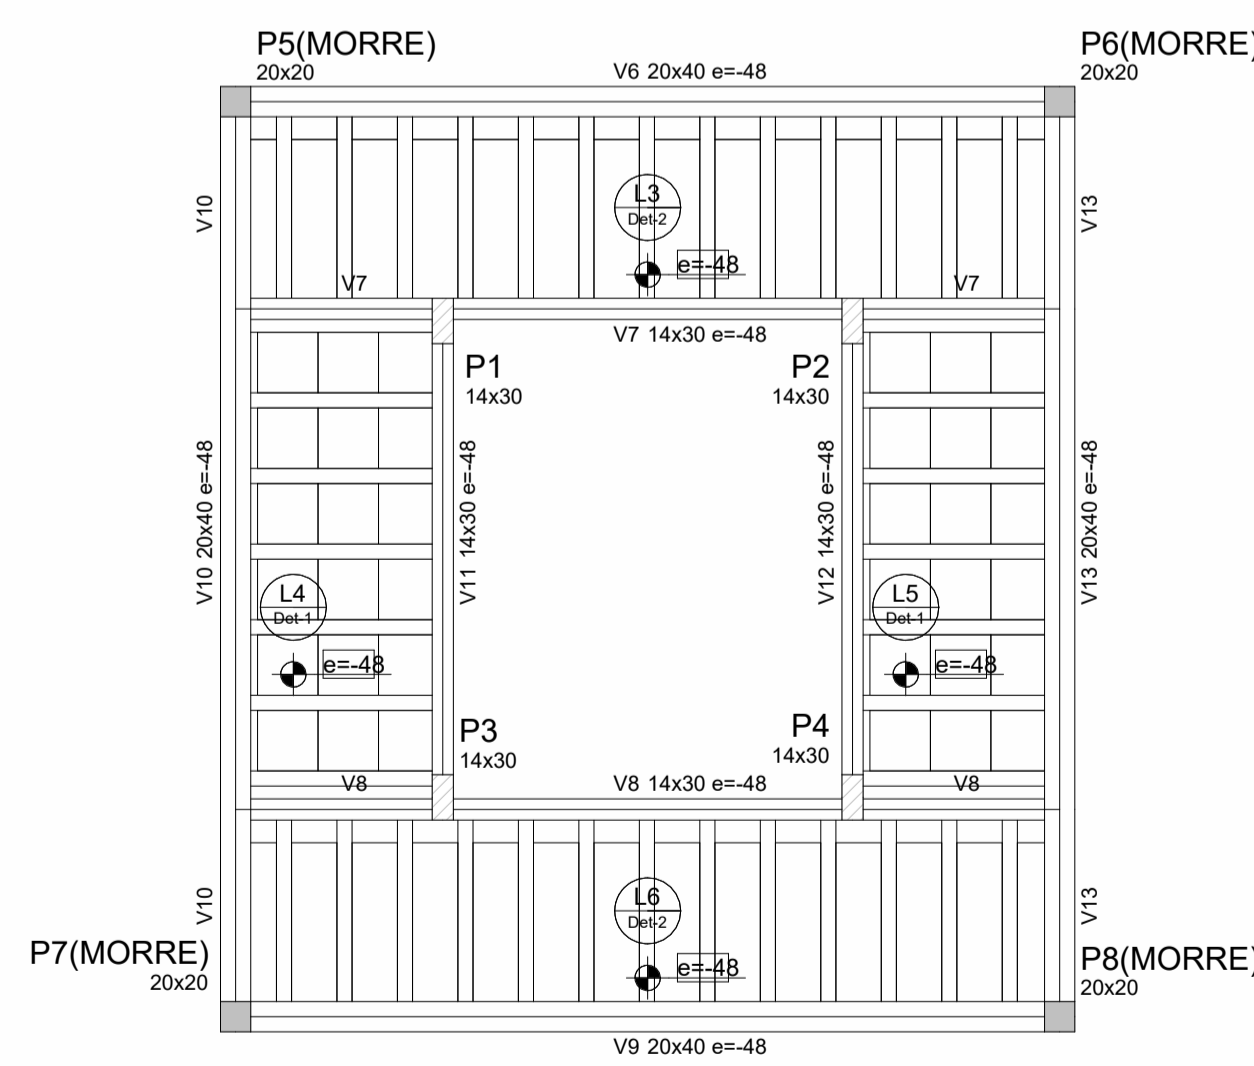 P5(MORRE)
20x20
V6 20x40 e=-48
P6(MORRE)
20x20
V10
L3
Det-2
e=-48
V13
V7
V7
V7 14x30 e=-48
P1
14x30
P2
14x30
V10 20x40 e=-48
V11 14x30 e=-48
V12 14x30 e=-48
V13 20x40 e=-48
L4
Det-1
e=-48
L5
Det-1
e=-48
P3
14x30
P4
14x30
V8
V8 14x30 e=-48
V8
V10
L6
Det-2
e=-48
V13
P7(MORRE)
20x20
P8(MORRE)
20x20
V9 20x40 e=-48